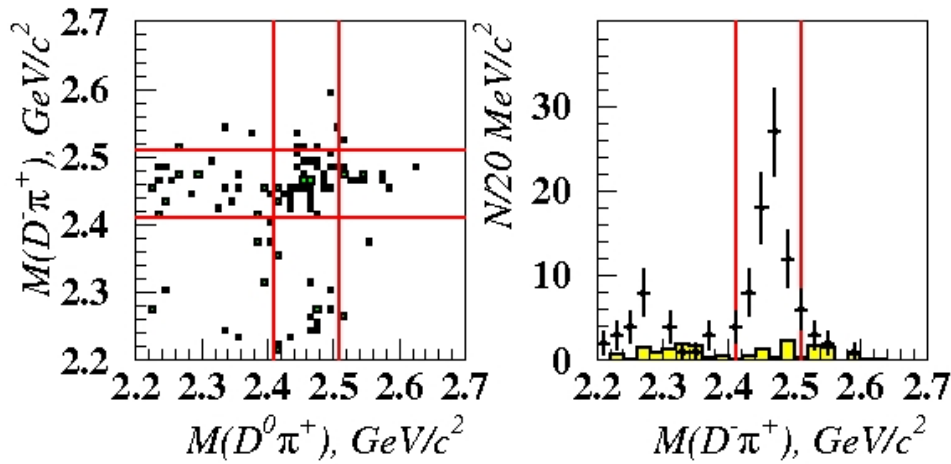 M(D⁻π⁺), GeV/c²
2.7
2.6
2.5
2.4
2.3
2.2
2.2 2.3 2.4 2.5 2.6 2.7
M(D⁰π⁺), GeV/c²
N/20 MeV/c²
30
20
10
0
2.2 2.3 2.4 2.5 2.6 2.7
M(D⁻π⁺), GeV/c²